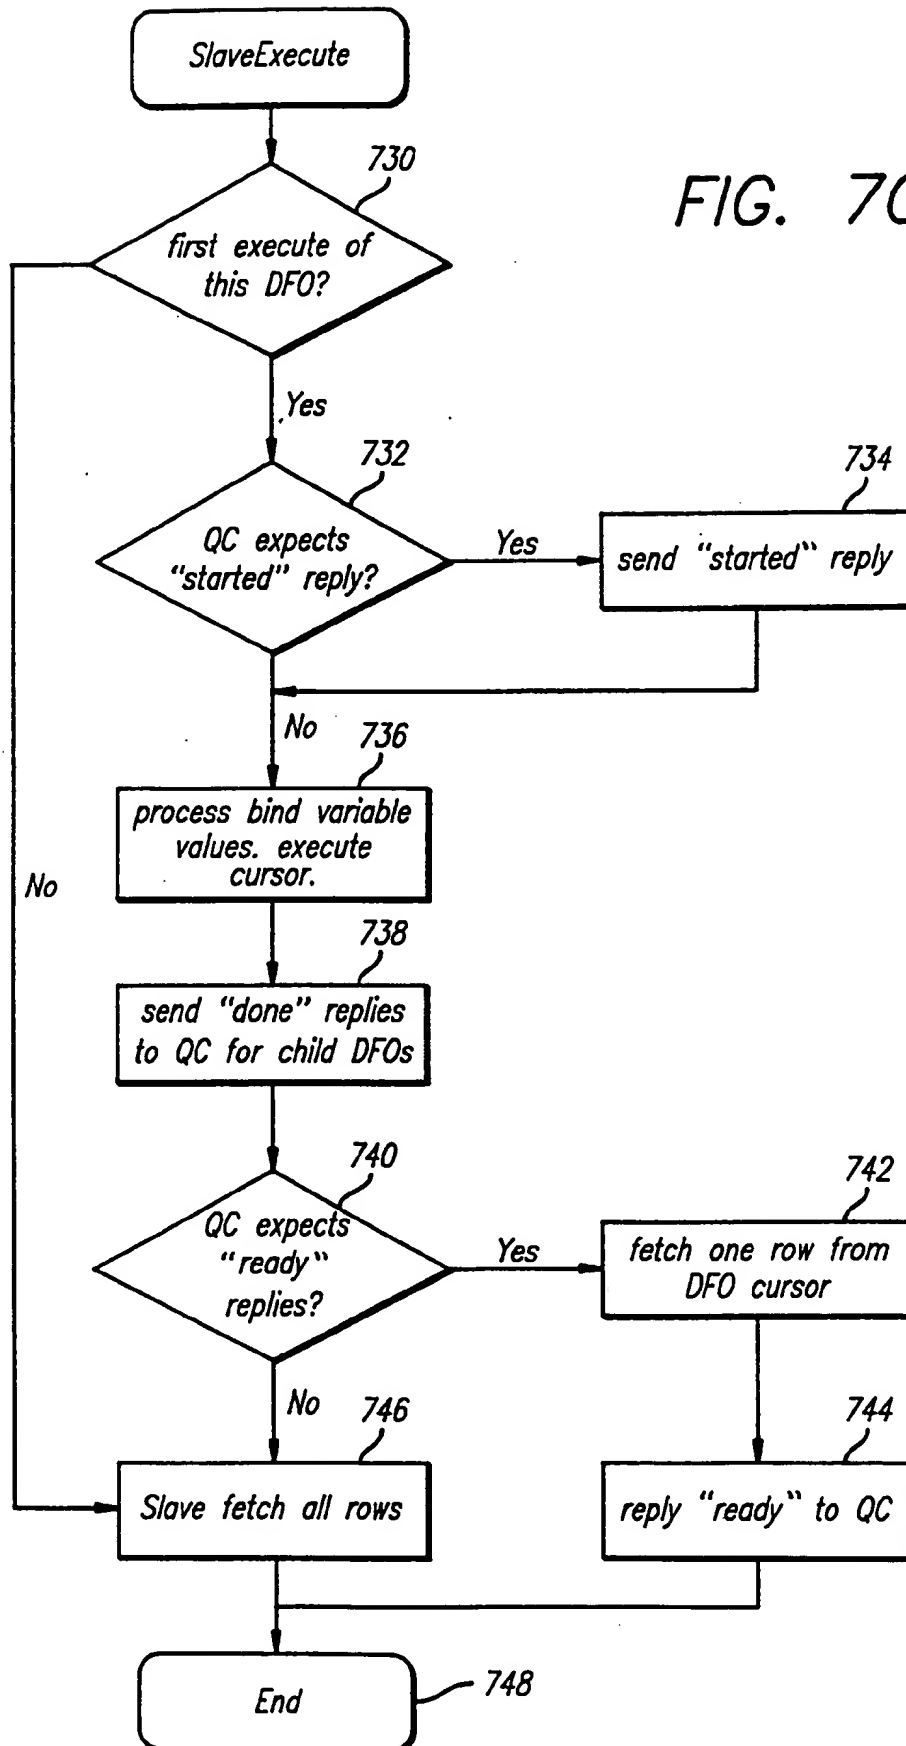 SlaveExecute
730
FIG. 7C
first execute of
this DFO?
Yes
732
734
QC expects
"started" reply?
Yes
send "started" reply
No
736
process bind variable
values. execute
cursor.
No
738
send "done" replies
to QC for child DFOs
740
742
QC expects
"ready"
replies?
Yes
fetch one row from
DFO cursor
No
746
744
Slave fetch all rows
reply "ready" to QC
End
748